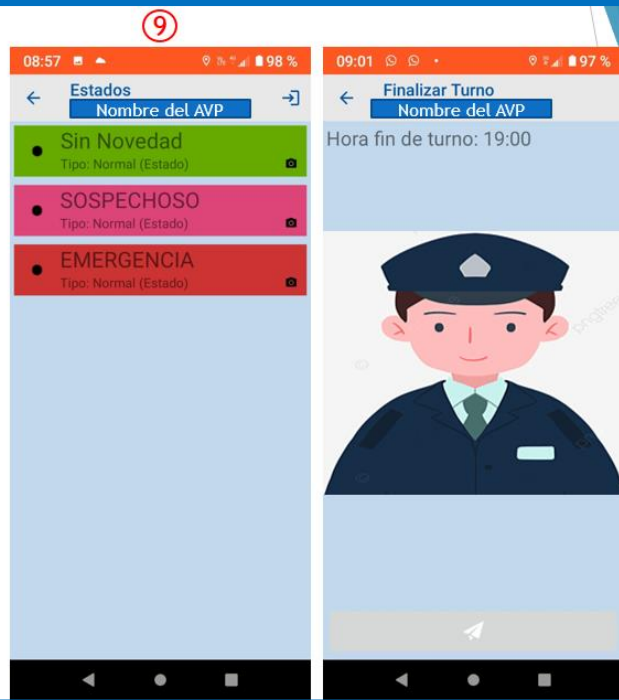 9
08:57
98 %
Estados
Nombre del AVP
Sin Novedad
Tipo: Normal (Estado)
SOSPECHOSO
Tipo: Normal (Estado)
EMERGENCIA
Tipo: Normal (Estado)
09:01
97 %
Finalizar Turno
Nombre del AVP
Hora fin de turno: 19:00